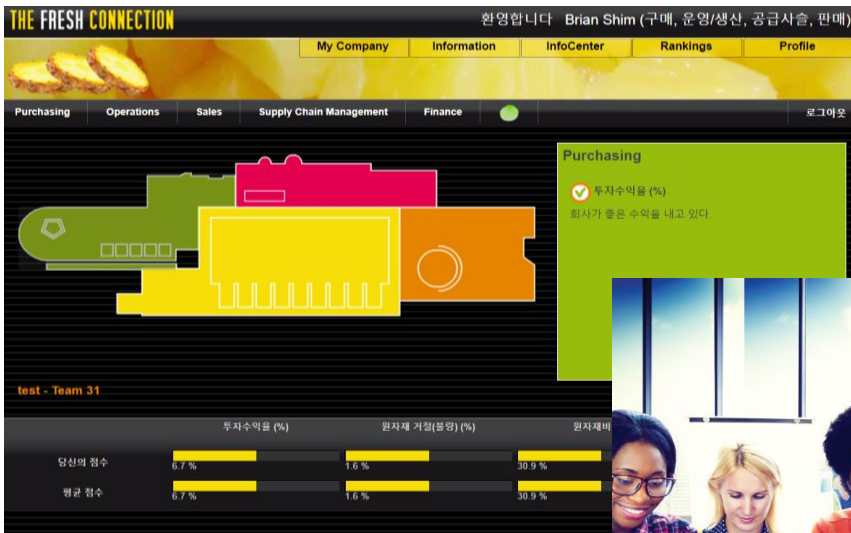 THE FRESH CONNECTION
환영합니다 Brian Shim (구매, 운영/생산, 공급사슬, 판매)
My Company Information InfoCenter Rankings Profile
Purchasing Operations Sales Supply Chain Management Finance 로그아웃
Purchasing
투자수익율 (%)
회사가 좋은 수익을 내고 있다.
test - Team 31
투자수익율 (%) 원자재 거절(불량) (%) 원자재비
당신의 점수 6.7 % 1.6 % 30.9 %
평균 점수 6.7 % 1.6 % 30.9 %